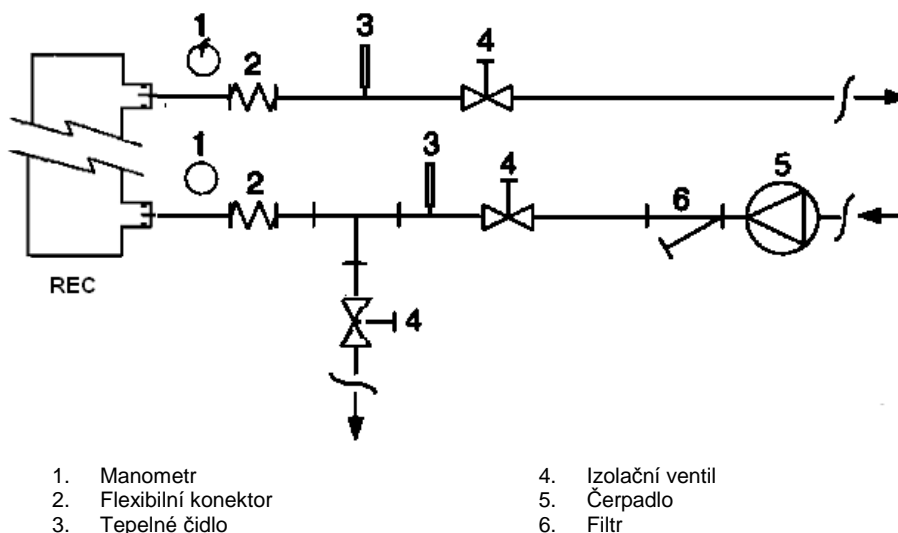 1
2
3
4
1
2
3
4
6
5
REC
4
1. Manometr
2. Flexibilní konektor
3. Tepelné čidlo
4. Izolační ventil
5. Čerpadlo
6. Filtr